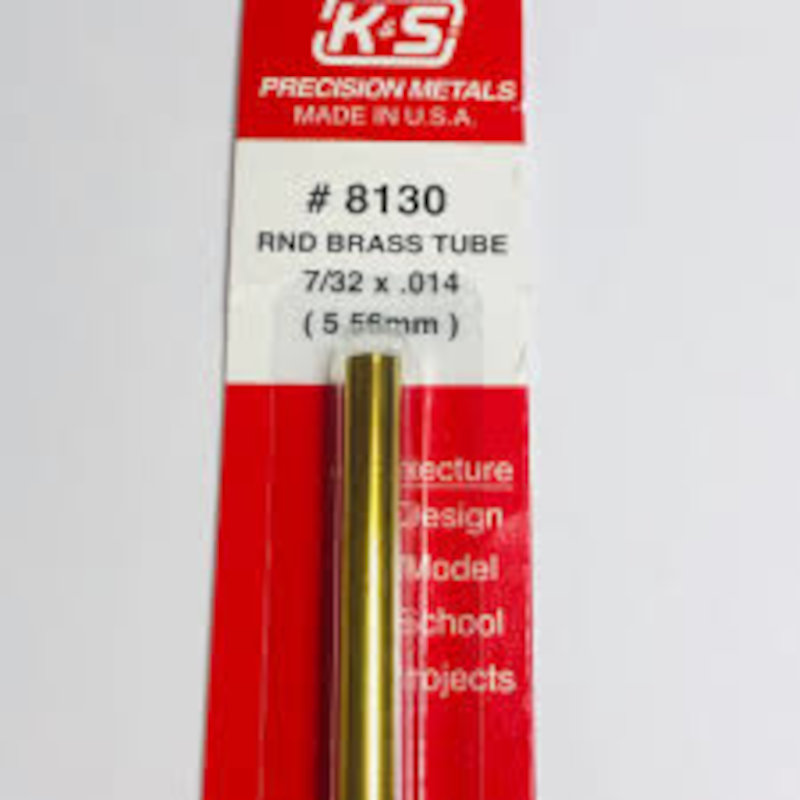 K&S
PRECISION METALS
MADE IN U.S.A.
# 8130
RND BRASS TUBE
7/32 x .014
( 5.56mm )
Design
Model
School